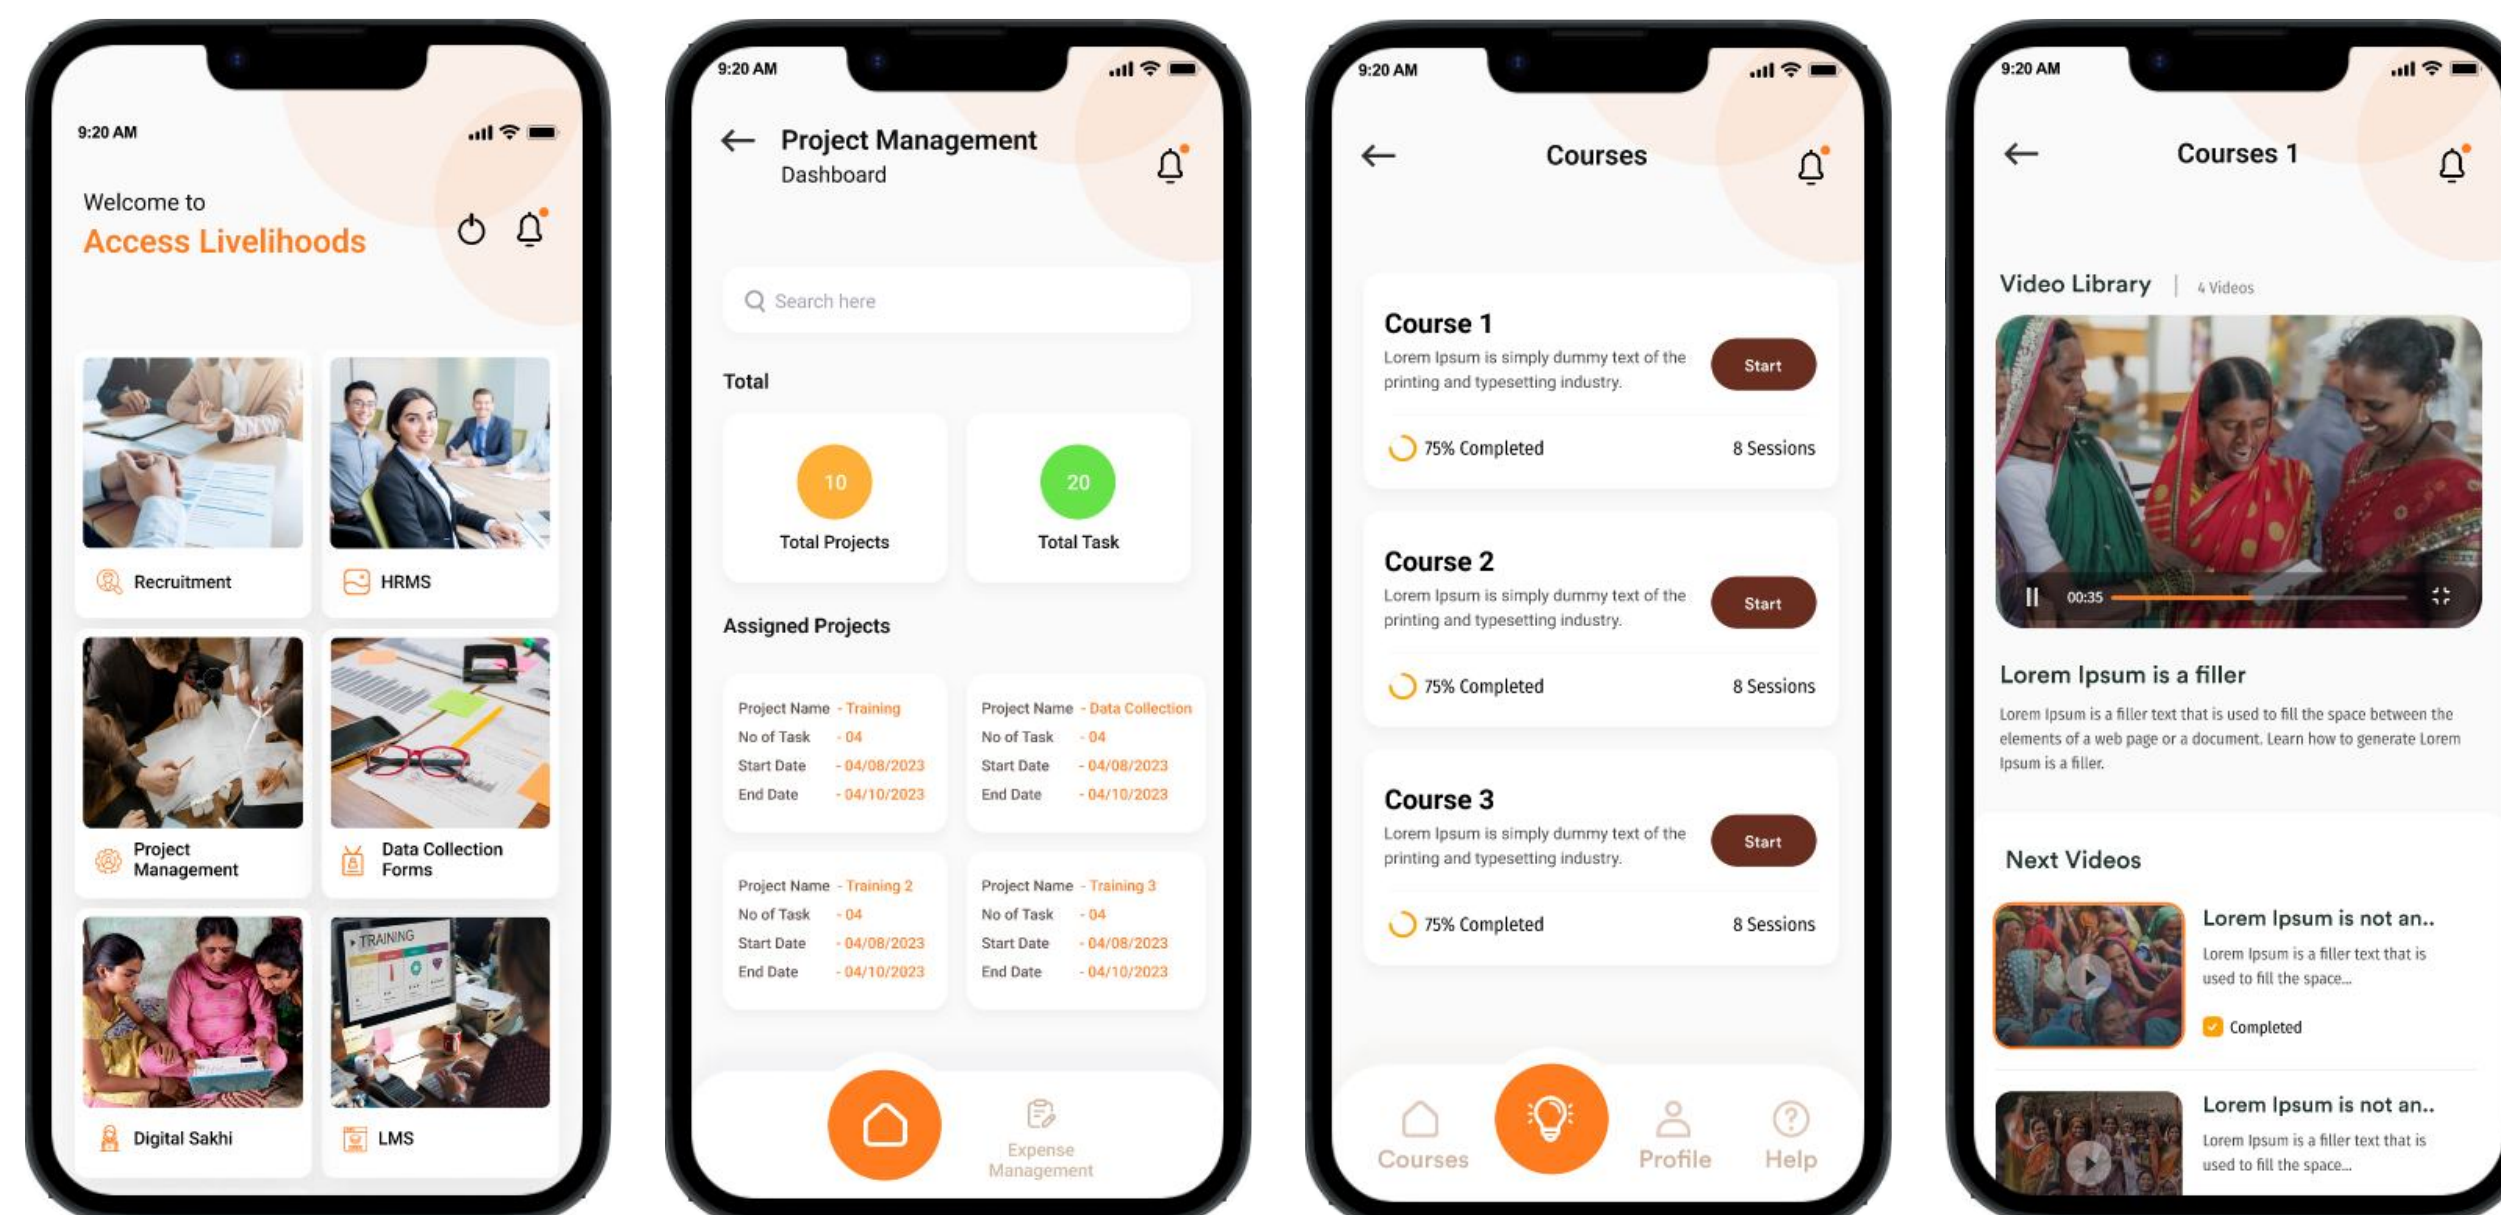 9:20 AM
Welcome to
Access Livelihoods
Recruitment
HRMS
Project
Management
Data Collection
Forms
TRAINING
Digital Sakhi
LMS
9:20 AM
Project Management
Dashboard
Search here
Total
10
Total Projects
20
Total Task
Assigned Projects
Project Name - Training
No of Task - 04
Start Date - 04/08/2023
End Date - 04/10/2023
Project Name - Data Collection
No of Task - 04
Start Date - 04/08/2023
End Date - 04/10/2023
Project Name - Training 2
No of Task - 04
Start Date - 04/08/2023
End Date - 04/10/2023
Project Name - Training 3
No of Task - 04
Start Date - 04/08/2023
End Date - 04/10/2023
Expense
Management
9:20 AM
Courses
Course 1
Lorem Ipsum is simply dummy text of the
printing and typesetting industry.
Start
75% Completed
8 Sessions
Course 2
Lorem Ipsum is simply dummy text of the
printing and typesetting industry.
Start
75% Completed
8 Sessions
Course 3
Lorem Ipsum is simply dummy text of the
printing and typesetting industry.
Start
75% Completed
8 Sessions
Courses
Profile
Help
9:20 AM
Courses 1
Video Library | 4 Videos
00:35
Lorem Ipsum is a filler
Lorem Ipsum is a filler text that is used to fill the space between the
elements of a web page or a document. Learn how to generate Lorem
Ipsum is a filler.
Next Videos
Lorem Ipsum is not an..
Lorem Ipsum is a filler text that is
used to fill the space...
Completed
Lorem Ipsum is not an..
Lorem Ipsum is a filler text that is
used to fill the space...